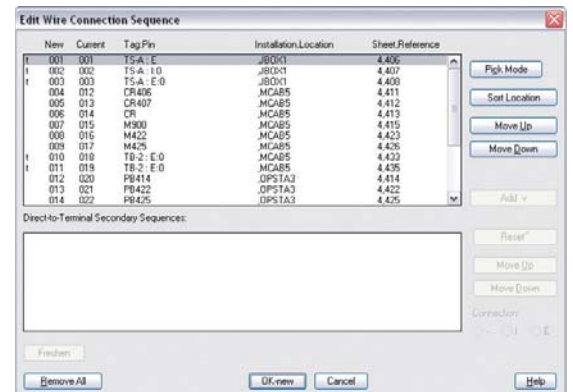 Edit Wire Connection Sequence
New Current Tag:Pin Installation,Location Sheet,Reference
t 001 001 TS-A : E ,JBOX1 4,406
t 002 002 TS-A : I:0 ,JBOX1 4,407
t 003 003 TS-A : E:0 ,JBOX1 4,408
004 012 CR406 ,MCAB5 4,411
005 013 CR407 ,MCAB5 4,412
006 014 CR ,MCAB5 4,413
007 015 M900 ,MCAB5 4,415
008 016 M422 ,MCAB5 4,423
009 017 M425 ,MCAB5 4,425
t 010 018 TB-2 : E:0 ,MCAB5 4,433
t 011 019 TB-2 : E:0 ,MCAB5 4,435
012 020 PB414 ,OPSTA3 4,414
013 021 PB422 ,OPSTA3 4,422
014 022 PB425 ,OPSTA3 4,425
Pick Mode
Sort Location
Move Up
Move Down
Add v
Direct-to-Terminal Secondary Sequences:
Reset"
Move Up
Move Down
Connection
- I E
Freshen
Remove All OK-new Cancel Help